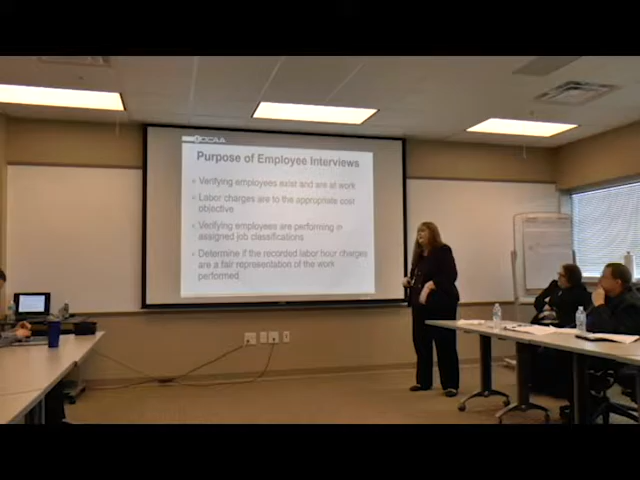 Purpose of Employee Interviews
Verifying employees exist and are at work
Labor charges are to the appropriate cost
objective
Verifying employees are performing in
assigned job classifications
Determine if the recorded labor hour charges
are a fair representation of the work
performed